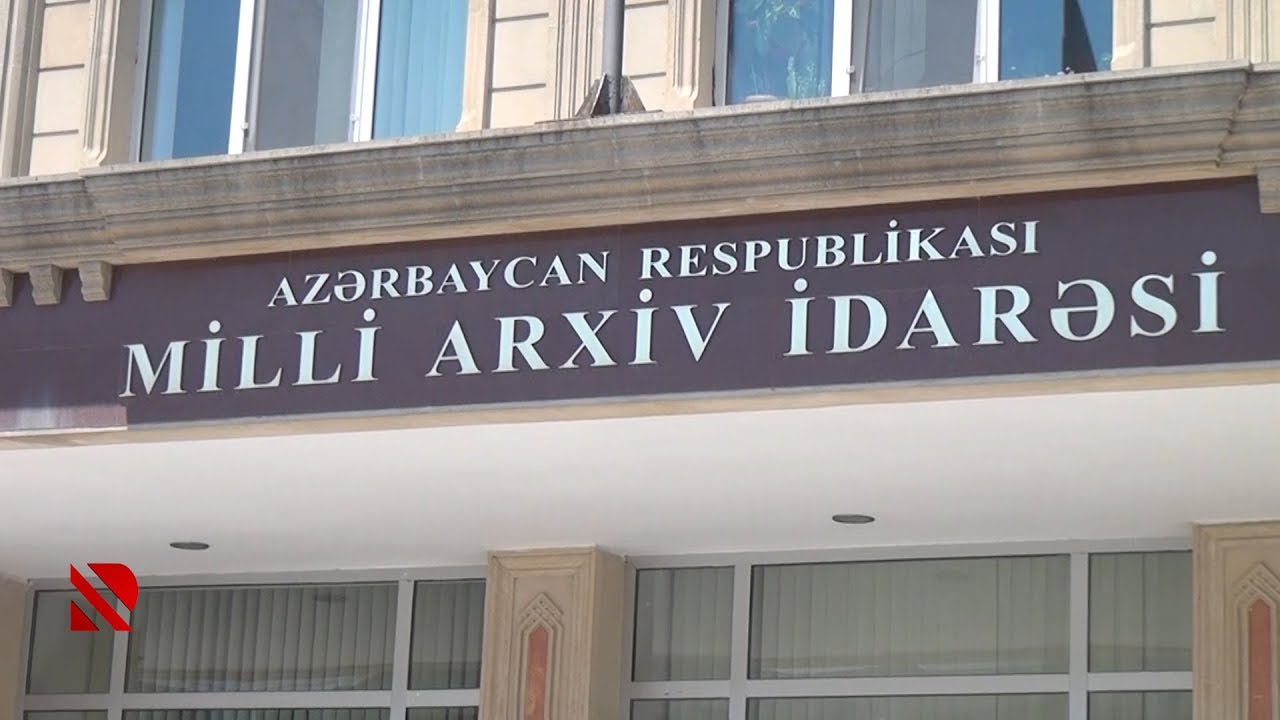 AZƏRBAYCAN RESPUBLİKASI
MİLLİ ARXİV İDARƏSİ